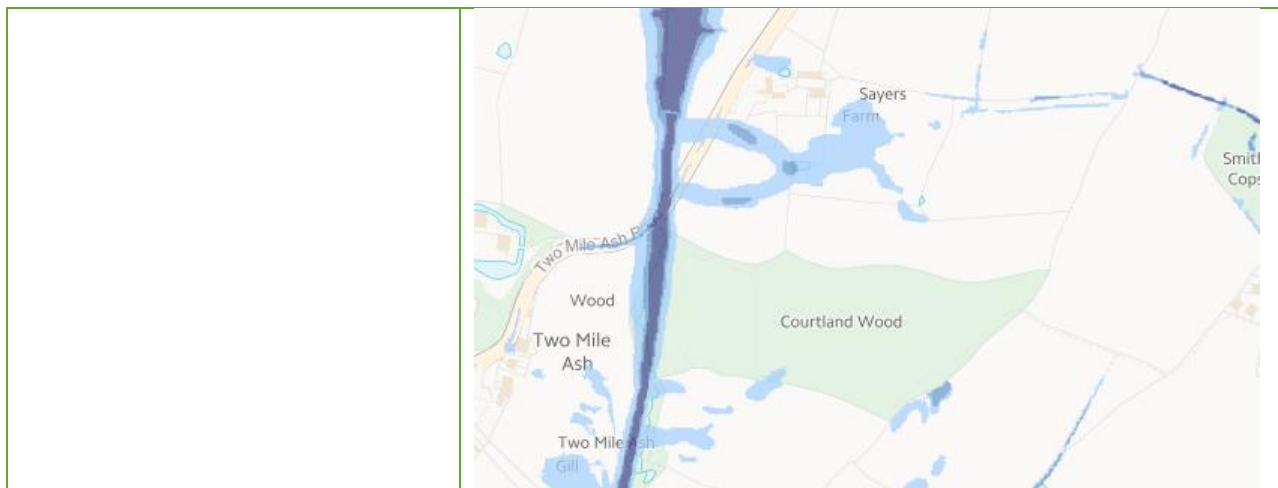 Sayers
Farm
Two Mile Ash
Wood
Courtland Wood
Two Mile
Ash
Two Mile Ash
Gill